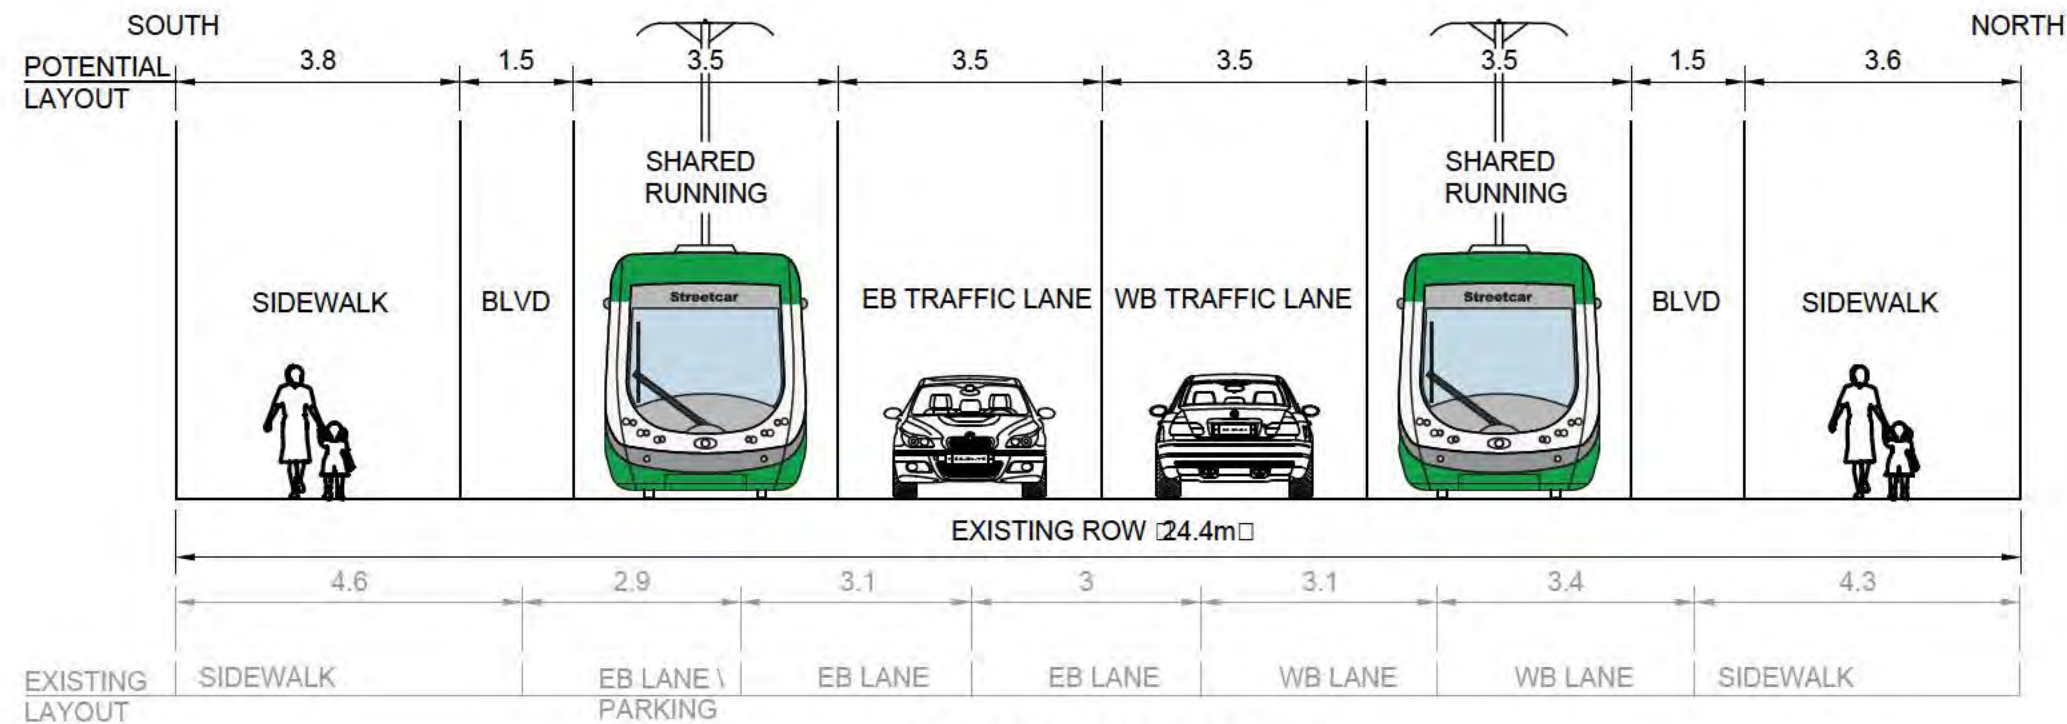 SOUTH
NORTH
POTENTIAL
LAYOUT
3.8
1.5
3.5
3.5
3.5
3.5
1.5
3.6
SHARED
RUNNING
SHARED
RUNNING
SIDEWALK
BLVD
Streetcar
EB TRAFFIC LANE
WB TRAFFIC LANE
Streetcar
BLVD
SIDEWALK
EXISTING ROW □24.4m□
4.6
2.9
3.1
3
3.1
3.4
4.3
EXISTING
LAYOUT
SIDEWALK
EB LANE \
PARKING
EB LANE
EB LANE
WB LANE
WB LANE
SIDEWALK